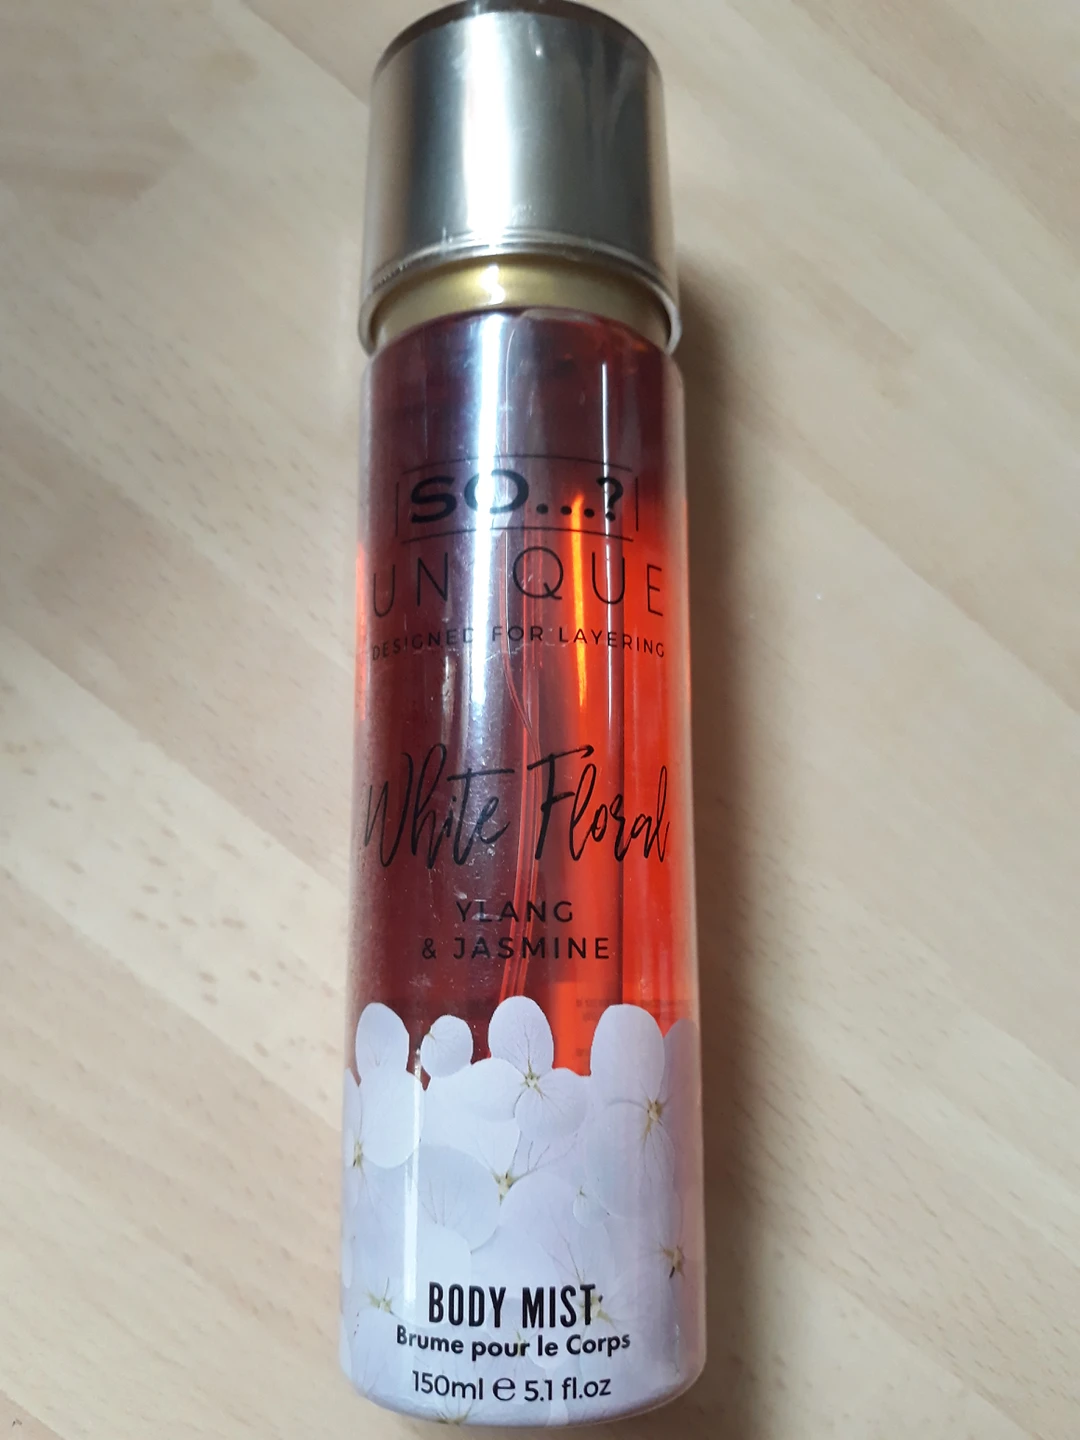 SO...?
UNIQUE
DESIGNED FOR LAYERING
White Floral
YLANG
& JASMINE
BODY MIST
Brume pour le Corps
150ml ℮ 5.1 fl.oz